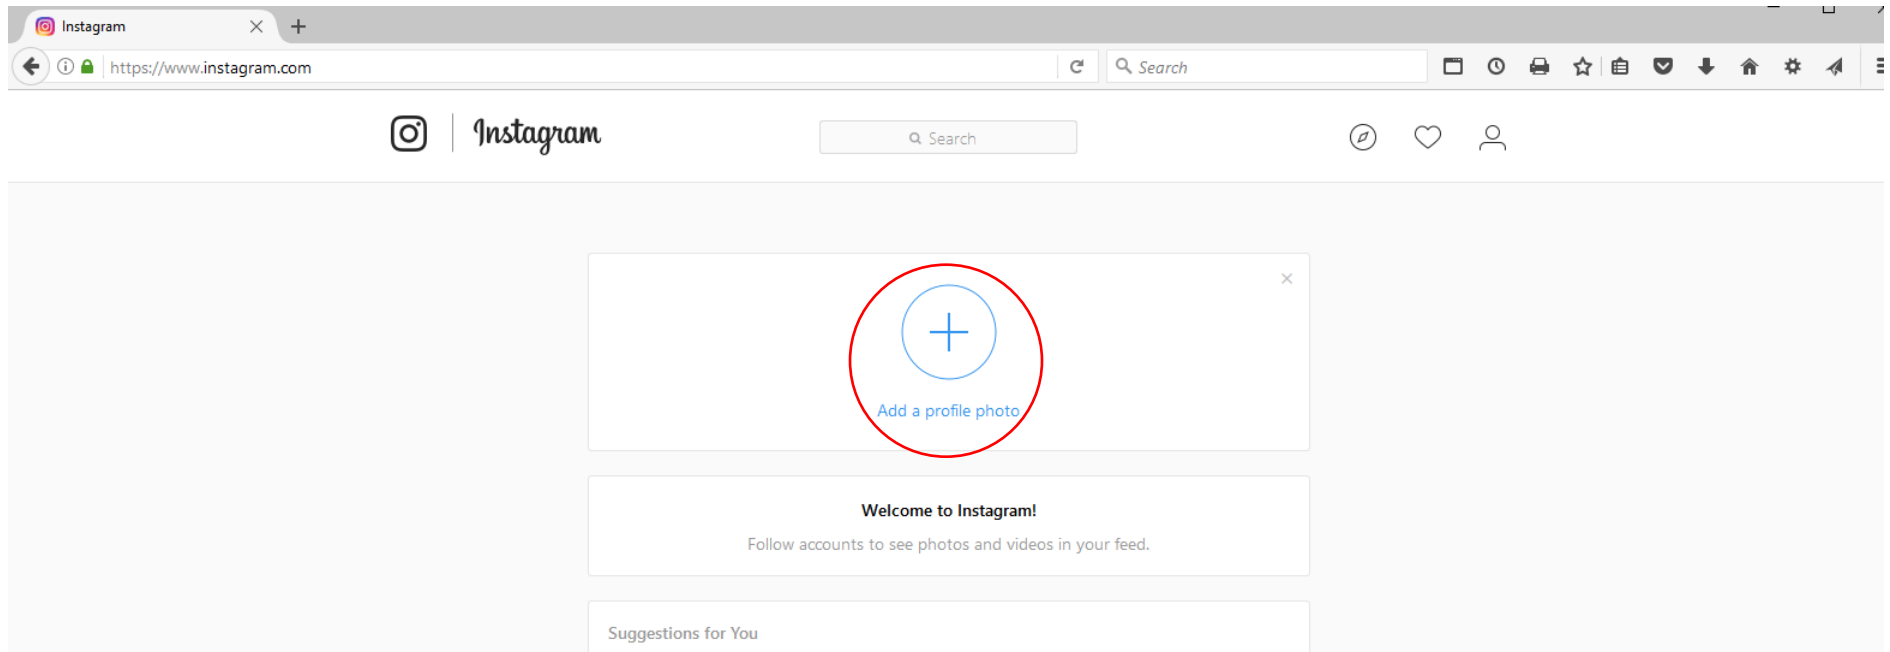 Instagram
https://www.instagram.com
Search
Instagram
Search
Add a profile photo
Welcome to Instagram!
Follow accounts to see photos and videos in your feed.
Suggestions for You